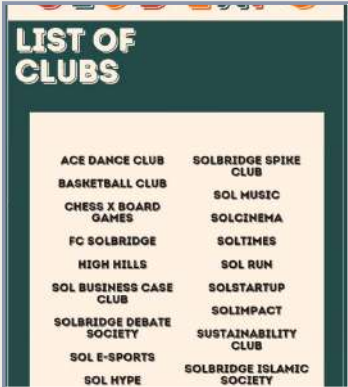 LIST OF
CLUBS
ACE DANCE CLUB
BASKETBALL CLUB
CHESS X BOARD
GAMES
FC SOLBRIDGE
HIGH HILLS
SOL BUSINESS CASE
CLUB
SOLBRIDGE DEBATE
SOCIETY
SOL E-SPORTS
SOL HYPE
SOLBRIDGE SPIKE
CLUB
SOL MUSIC
SOLCINEMA
SOLTIMES
SOL RUN
SOLSTARTUP
SOLIMPACT
SUSTAINABILITY
CLUB
SOLBRIDGE ISLAMIC
SOCIETY